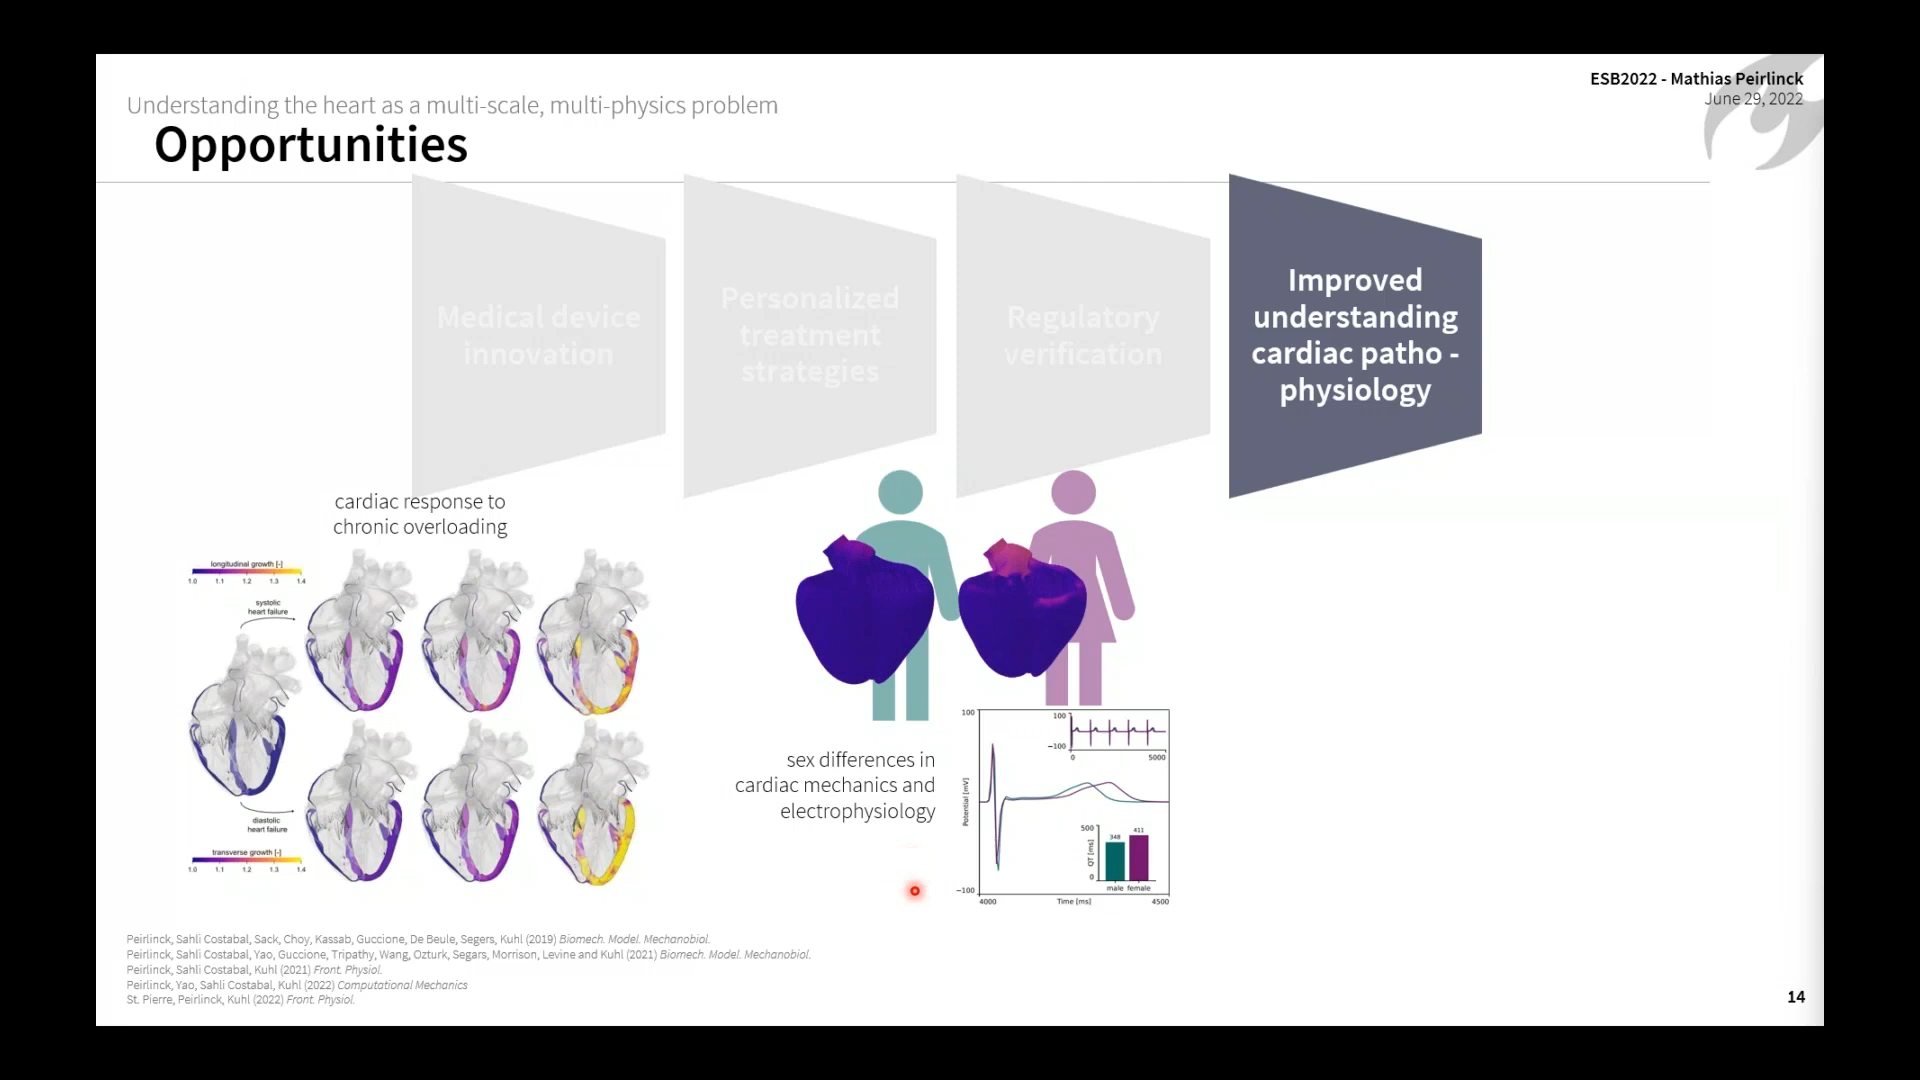 ESB2022 - Mathias Peirlinck
June 29, 2022
Understanding the heart as a multi-scale, multi-physics problem
Opportunities
Medical device
innovation
Personalized
treatment
strategies
Regulatory
verification
Improved
understanding
cardiac patho -
physiology
cardiac response to
chronic overloading
longitudinal growth [-]
1.0 1.1 1.2 1.3 1.4
systolic
heart failure
diastolic
heart failure
transverse growth [-]
1.0 1.1 1.2 1.3 1.4
sex differences in
cardiac mechanics and
electrophysiology
100
Potential [mV]
-100
4000 Time [ms] 4500
100
-100
0 5000
500
QT [ms]
0
348 411
male female
Peirlinck, Sahli Costabal, Sack, Choy, Kassab, Guccione, De Beule, Segers, Kuhl (2019) Biomech. Model. Mechanobiol.
Peirlinck, Sahli Costabal, Yao, Guccione, Tripathy, Wang, Ozturk, Segars, Morrison, Levine and Kuhl (2021) Biomech. Model. Mechanobiol.
Peirlinck, Sahli Costabal, Kuhl (2021) Front. Physiol.
Peirlinck, Yao, Sahli Costabal, Kuhl (2022) Computational Mechanics
St. Pierre, Peirlinck, Kuhl (2022) Front. Physiol.
14